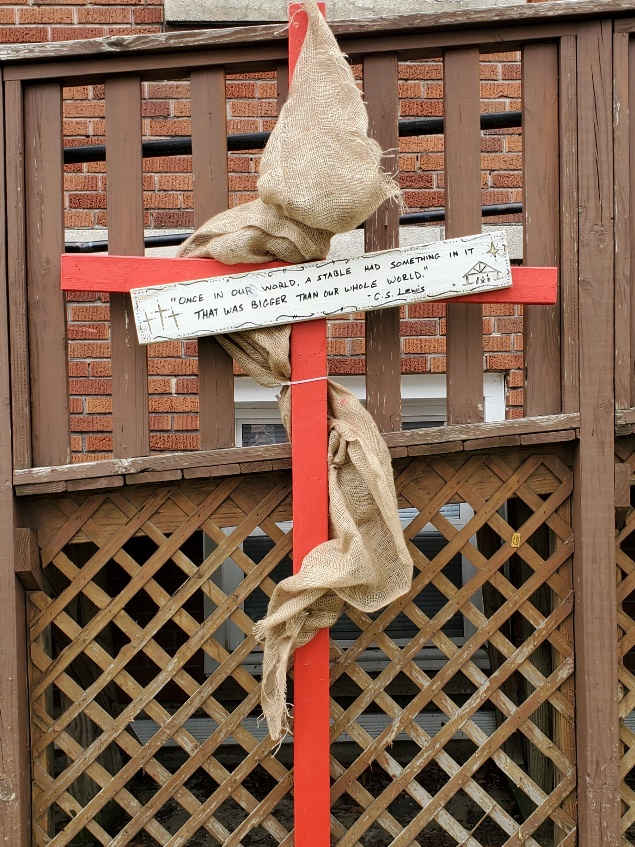 "ONCE IN OUR WORLD, A STABLE HAD SOMETHING IN IT
THAT WAS BIGGER THAN OUR WHOLE WORLD."
-C.S. Lewis